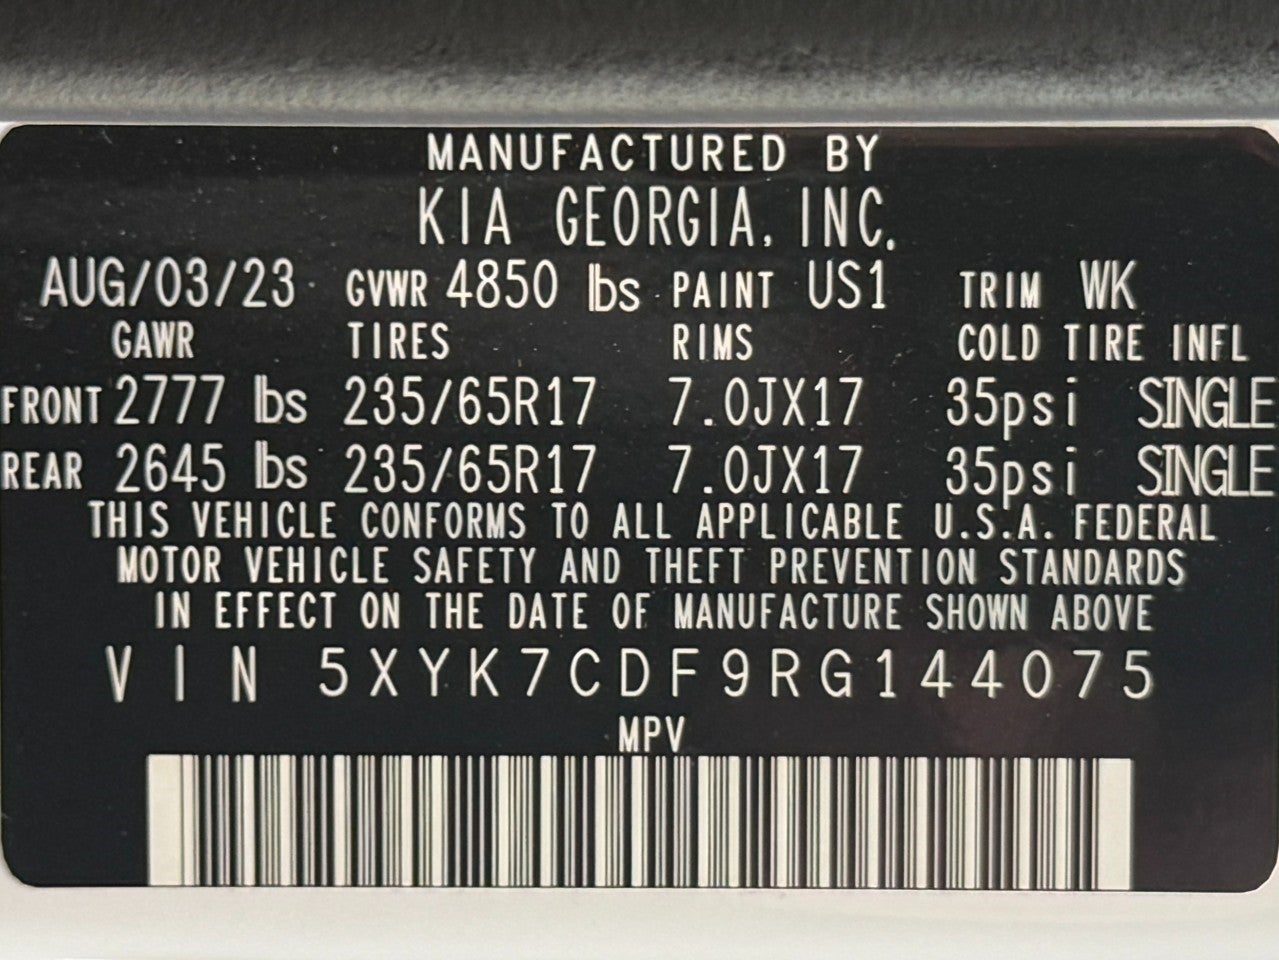 MANUFACTURED BY
KIA GEORGIA, INC.
AUG/03/23 GVWR 4850 lbs PAINT US1 TRIM WK
GAWR TIRES RIMS COLD TIRE INFL
FRONT 2777 lbs 235/65R17 7.0JX17 35psi SINGLE
REAR 2645 lbs 235/65R17 7.0JX17 35psi SINGLE
THIS VEHICLE CONFORMS TO ALL APPLICABLE U.S.A. FEDERAL
MOTOR VEHICLE SAFETY AND THEFT PREVENTION STANDARDS
IN EFFECT ON THE DATE OF MANUFACTURE SHOWN ABOVE
VIN 5XYK7CDF9RG144075
MPV